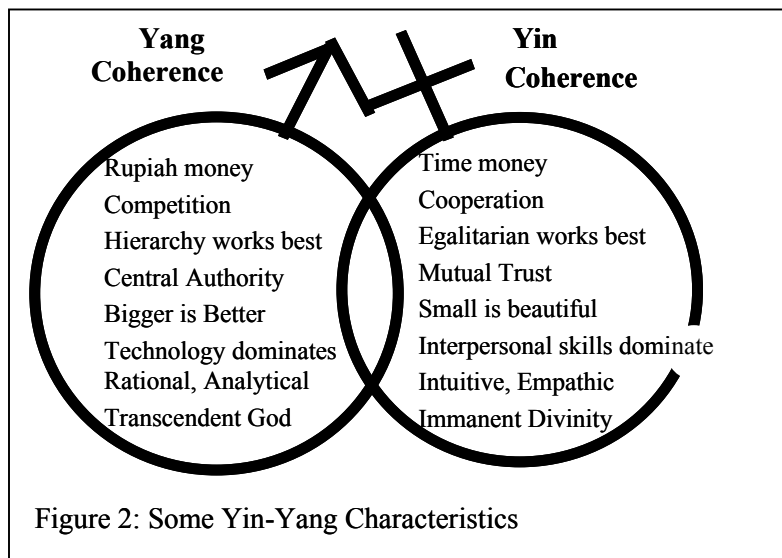 Yang
Coherence
Yin
Coherence
Rupiah money
Competition
Hierarchy works best
Central Authority
Bigger is Better
Technology dominates
Rational, Analytical
Transcendent God
Time money
Cooperation
Egalitarian works best
Mutual Trust
Small is beautiful
Interpersonal skills dominate
Intuitive, Empathic
Immanent Divinity
Figure 2: Some Yin-Yang Characteristics